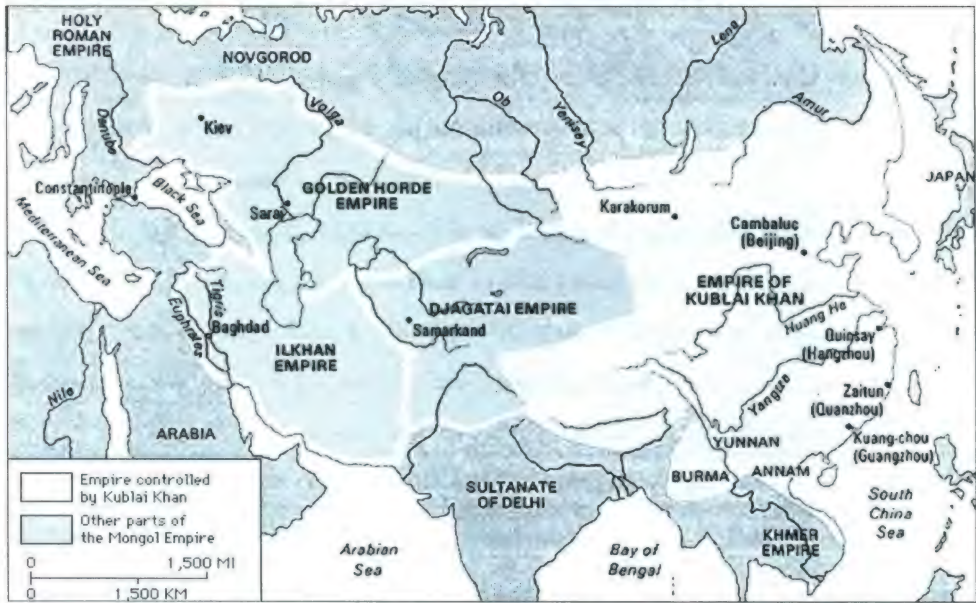 HOLY
ROMAN
EMPIRE
NOVGOROD
Lena
Ob
Yenisey
Amur
Volga
Kiev
Danube
JAPAN
Constantinople
Black Sea
GOLDEN HORDE
EMPIRE
Saraj
Karakorum
Cambaluc
(Beijing)
Mediterranean Sea
Tigris
Euphrates
Baghdad
DJAGATAI EMPIRE
Samarkand
EMPIRE OF
KUBLAI KHAN
Huang He
Quinsay
(Hangzhou)
ILKHAN
EMPIRE
Nile
Yangtze
Zaitun
(Quanzhou)
ARABIA
YUNNAN
Kuang-chou
(Guangzhou)
BURMA
ANNAM
SULTANATE
OF DELHI
South
China
Sea
KHMER
EMPIRE
Arabian
Sea
Bay of
Bengal
Empire controlled
by Kublai Khan
Other parts of
the Mongol Empire
0 1,500 MI
0 1,500 KM